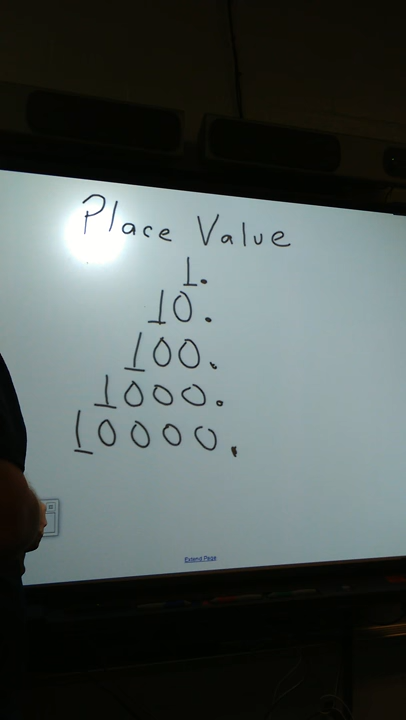 Place Value
1.
10.
100.
1000.
10000.
Extend Page